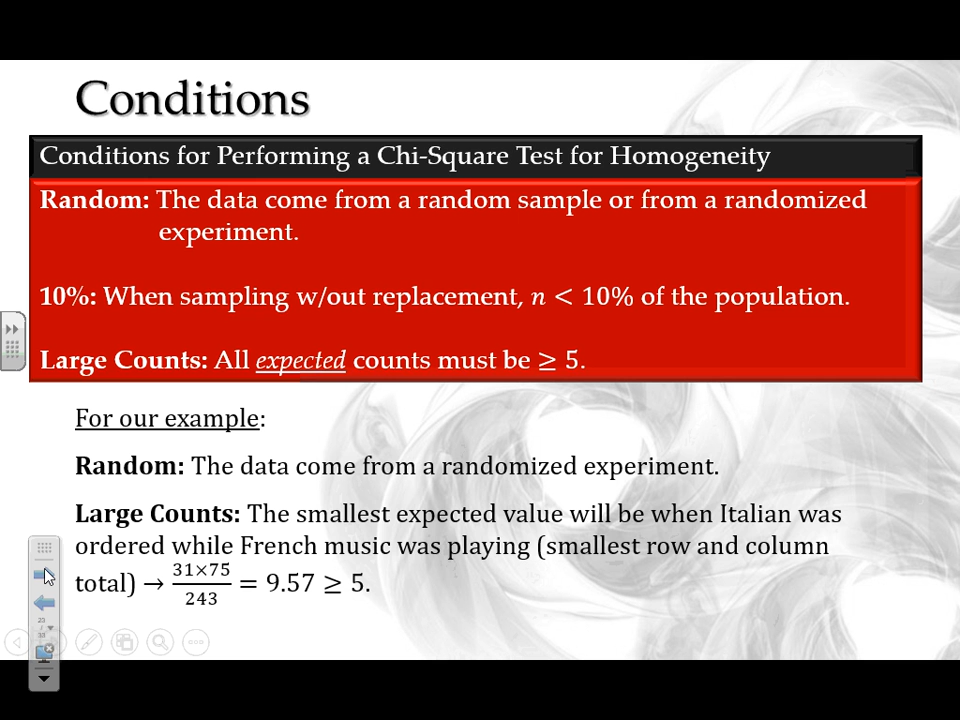 Conditions
Conditions for Performing a Chi-Square Test for Homogeneity
Random: The data come from a random sample or from a randomized
experiment.
10%: When sampling w/out replacement, 𝑛 < 10% of the population.
Large Counts: All expected counts must be ≥ 5.
For our example:
Random: The data come from a randomized experiment.
Large Counts: The smallest expected value will be when Italian was
ordered while French music was playing (smallest row and column
total) → 31×75/243 = 9.57 ≥ 5.
23
/
33